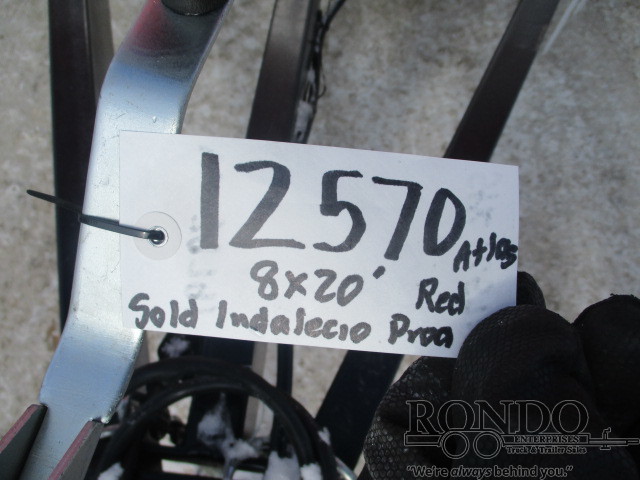 12570
Atlas
8x20' Red
Sold Indalecio Proa
RONDO
ENTERPRISES
Truck & Trailer Sales
"We're always behind you."